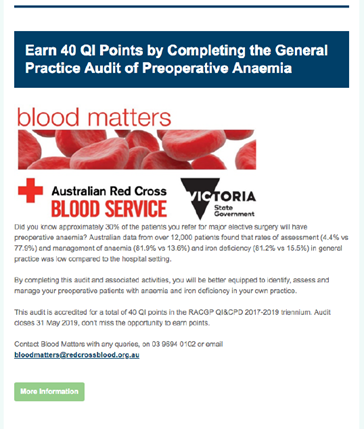 Earn 40 QI Points by Completing the General
Practice Audit of Preoperative Anaemia
blood matters
Australian Red Cross
BLOOD SERVICE
VICTORIA
State
Government
Did you know approximately 30% of the patients you refer for major elective surgery will have
preoperative anaemia? Australian data from over 12,000 patients found that rates of assessment (4.4% vs
77.9%) and management of anaemia (81.9% vs 13.6%) and iron deficiency (81.2% vs 15.5%) in general
practice was low compared to the hospital setting.
By completing this audit and associated activities, you will be better equipped to identify, assess and
manage your preoperative patients with anaemia and iron deficiency in your own practice.
This audit is accredited for a total of 40 QI points in the RACGP QI&CPD 2017-2019 triennium. Audit
closes 31 May 2019, don't miss the opportunity to earn points.
Contact Blood Matters with any queries, on 03 9694 0102 or email
bloodmatters@redcrossblood.org.au
More Information